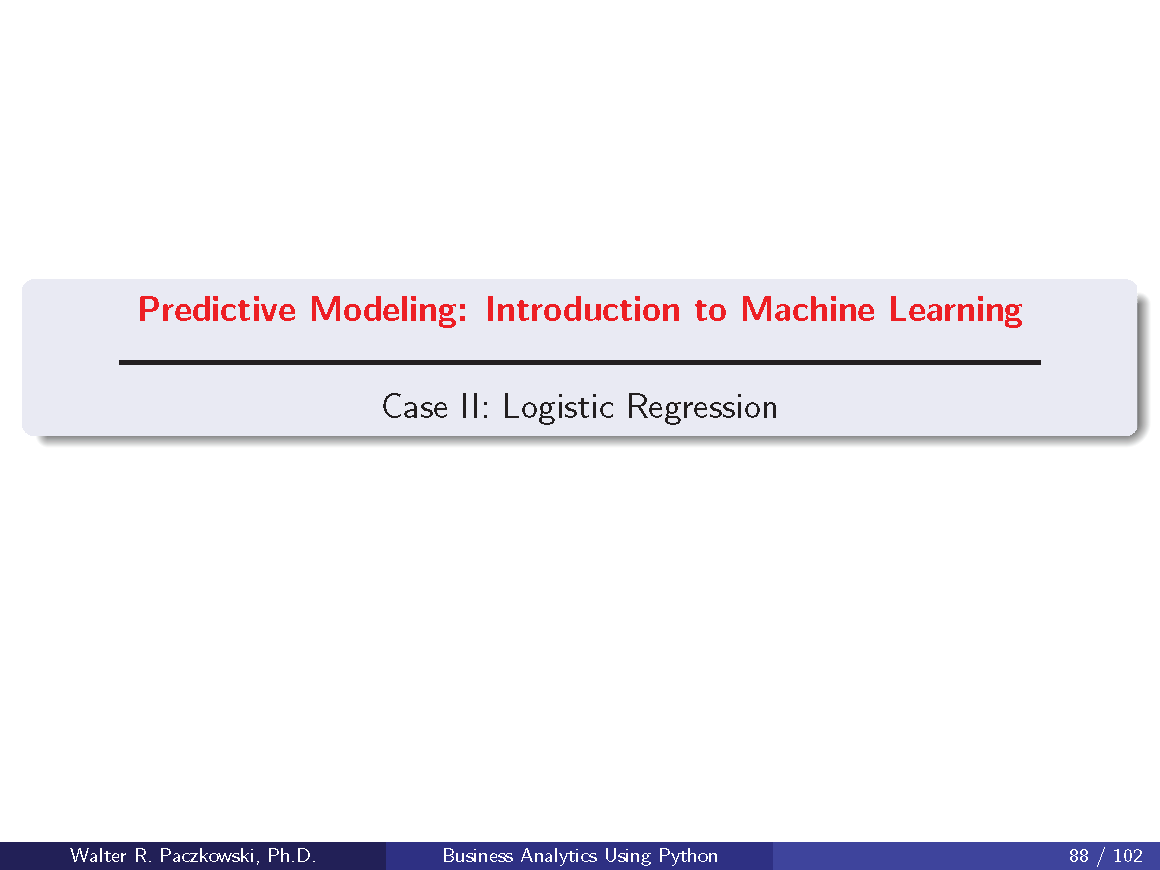 Predictive Modeling: Introduction to Machine Learning
Case II: Logistic Regression
Walter R. Paczkowski, Ph.D.
Business Analytics Using Python
88 / 102